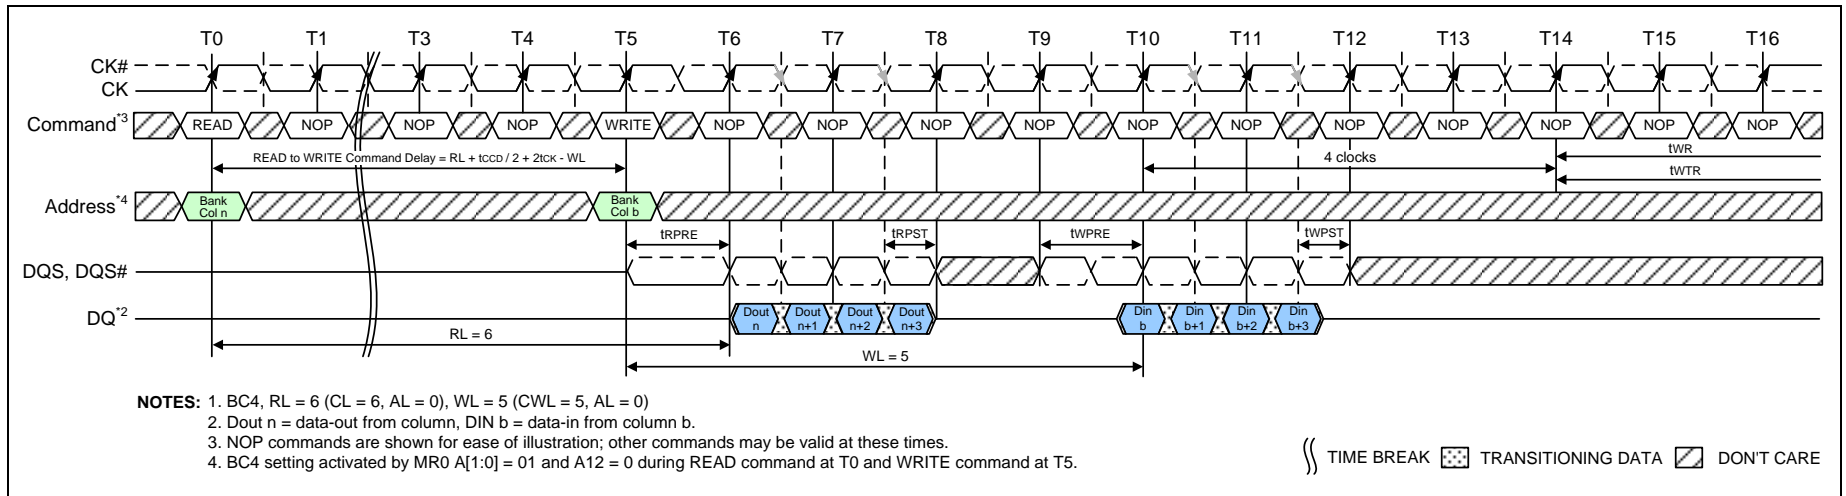 T0 T1 T3 T4 T5 T6 T7 T8 T9 T10 T11 T12 T13 T14 T15 T16
CK#
CK
Command*3 READ NOP NOP NOP WRITE NOP NOP NOP NOP NOP NOP NOP NOP NOP NOP NOP
READ to WRITE Command Delay = RL + tCCD / 2 + 2tCK - WL 4 clocks tWR
tWTR
Address*4 Bank Col n Bank Col b
tRPRE tRPST tWPRE tWPST
DQS, DQS#
DQ*2 Dout n Dout n+1 Dout n+2 Dout n+3 Din b Din b+1 Din b+2 Din b+3
RL = 6
WL = 5
NOTES: 1. BC4, RL = 6 (CL = 6, AL = 0), WL = 5 (CWL = 5, AL = 0)
2. Dout n = data-out from column, DIN b = data-in from column b.
3. NOP commands are shown for ease of illustration; other commands may be valid at these times.
4. BC4 setting activated by MR0 A[1:0] = 01 and A12 = 0 during READ command at T0 and WRITE command at T5.
TIME BREAK TRANSITIONING DATA DON'T CARE